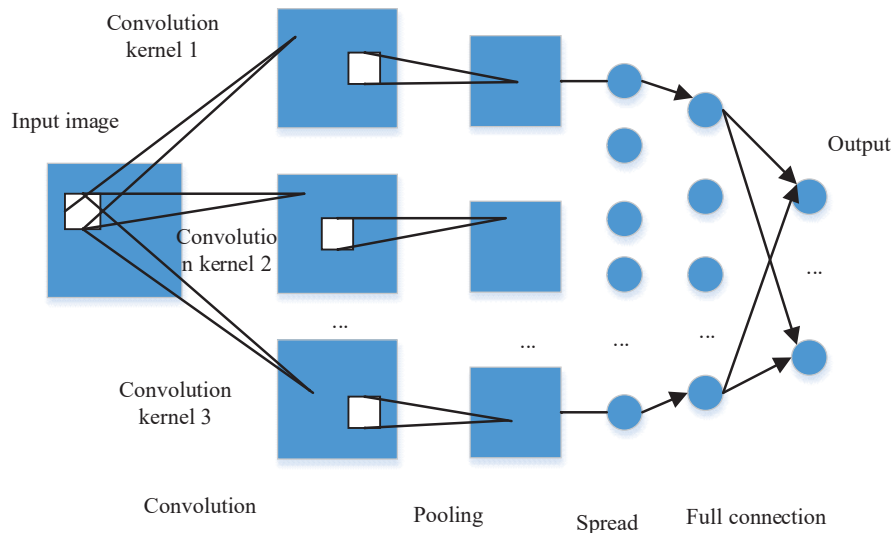 Convolution
kernel 1
Input image
Output
Convolutio
n kernel 2
...
...
...
...
...
Convolution
kernel 3
Convolution
Pooling
Spread
Full connection